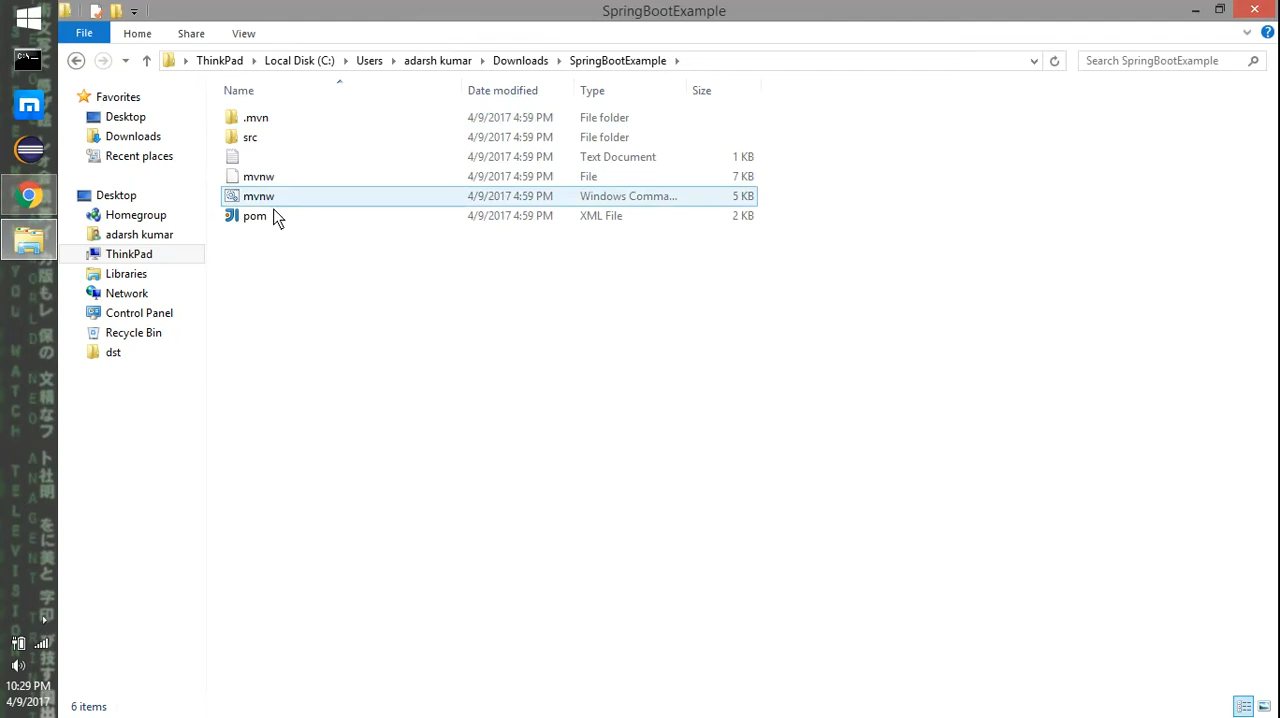 SpringBootExample
File Home Share View
ThinkPad Local Disk (C:) Users adarsh kumar Downloads SpringBootExample
Search SpringBootExample
Name Date modified Type Size
Favorites
Desktop
Downloads
Recent places
Desktop
Homegroup
adarsh kumar
ThinkPad
Libraries
Network
Control Panel
Recycle Bin
dst
.mvn 4/9/2017 4:59 PM File folder
src 4/9/2017 4:59 PM File folder
4/9/2017 4:59 PM Text Document 1 KB
mvnw 4/9/2017 4:59 PM File 7 KB
mvnw 4/9/2017 4:59 PM Windows Comma... 5 KB
pom 4/9/2017 4:59 PM XML File 2 KB
6 items
10:29 PM
4/9/2017